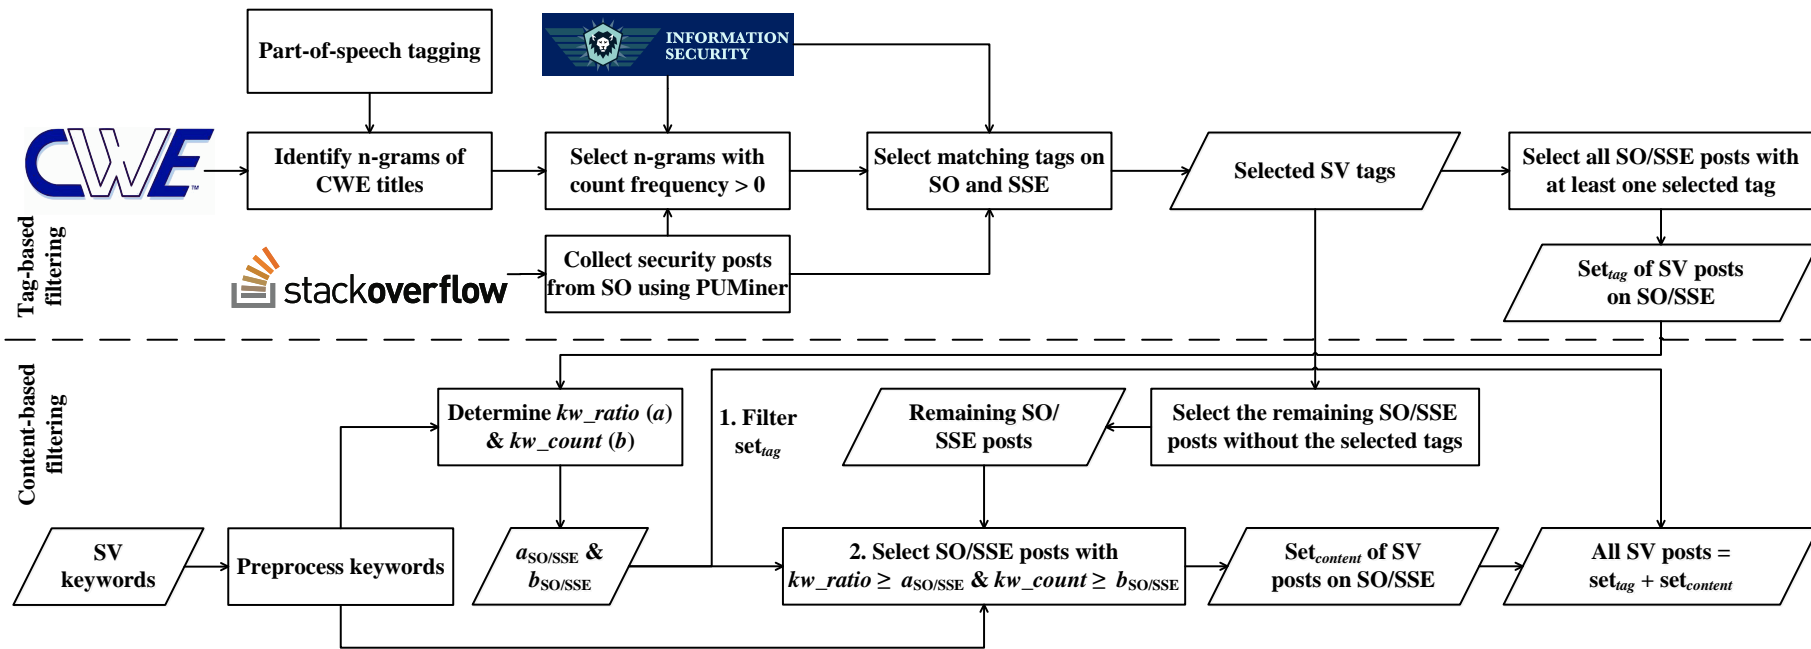 Part-of-speech tagging
INFORMATION
SECURITY
CWE
™
Identify n-grams of
CWE titles
Select n-grams with
count frequency > 0
Select matching tags on
SO and SSE
Selected SV tags
Select all SO/SSE posts with
at least one selected tag
Tag-based
filtering
stackoverflow
Collect security posts
from SO using PUMiner
Set_tag of SV posts
on SO/SSE
Content-based
filtering
Determine kw_ratio (a)
& kw_count (b)
1. Filter
set_tag
Remaining SO/
SSE posts
Select the remaining SO/SSE
posts without the selected tags
SV
keywords
Preprocess keywords
a_SO/SSE &
b_SO/SSE
2. Select SO/SSE posts with
kw_ratio ≥ a_SO/SSE & kw_count ≥ b_SO/SSE
Set_content of SV
posts on SO/SSE
All SV posts =
set_tag + set_content